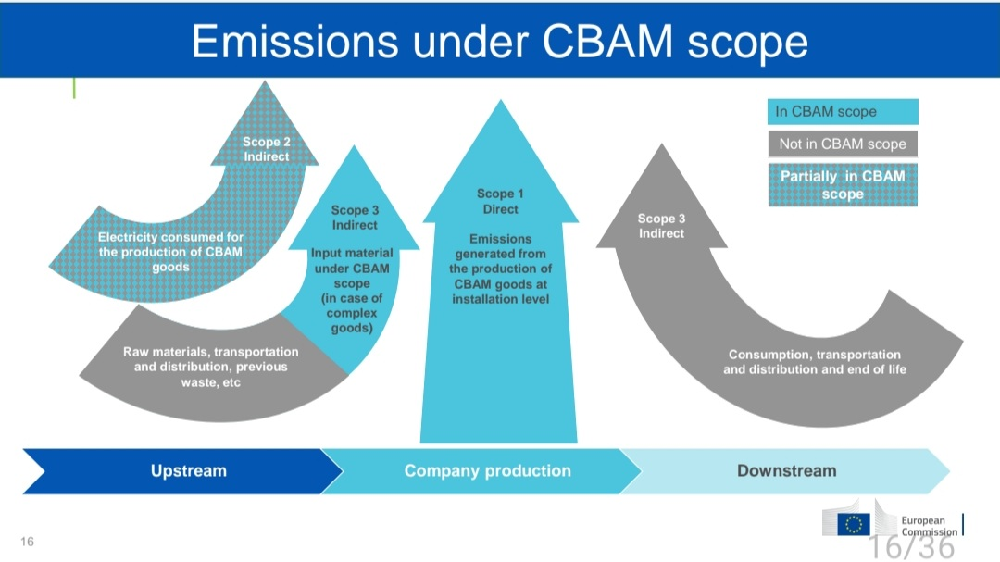 Emissions under CBAM scope
In CBAM scope
Not in CBAM scope
Partially in CBAM
scope
Scope 2
Indirect
Electricity consumed for
the production of CBAM
goods
Scope 3
Indirect
Input material
under CBAM
scope
(in case of
complex
goods)
Raw materials, transportation
and distribution, previous
waste, etc
Scope 1
Direct
Emissions
generated from
the production of
CBAM goods at
installation level
Scope 3
Indirect
Consumption, transportation
and distribution and end of life
Upstream
Company production
Downstream
European
Commission
16
16/36